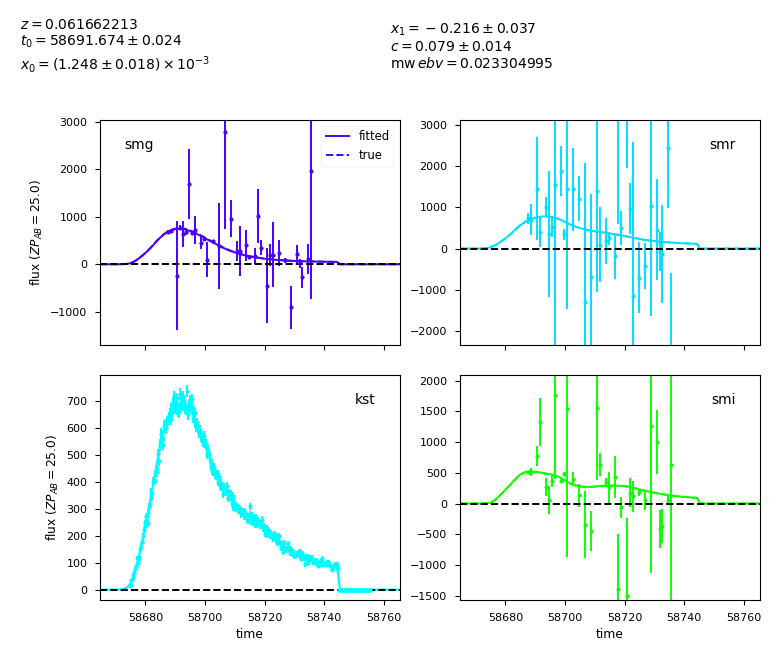 z = 0.061662213
t₀ = 58691.674 ± 0.024
x₀ = (1.248 ± 0.018) × 10⁻³
x₁ = −0.216 ± 0.037
c = 0.079 ± 0.014
mw ebv = 0.023304995
flux (ZP_AB = 25.0)
3000
2000
1000
0
−1000
smg
fitted
true
3000
2000
1000
0
−1000
−2000
smr
flux (ZP_AB = 25.0)
700
600
500
400
300
200
100
0
kst
58680 58700 58720 58740 58760
time
2000
1500
1000
500
0
−500
−1000
−1500
smi
58680 58700 58720 58740 58760
time